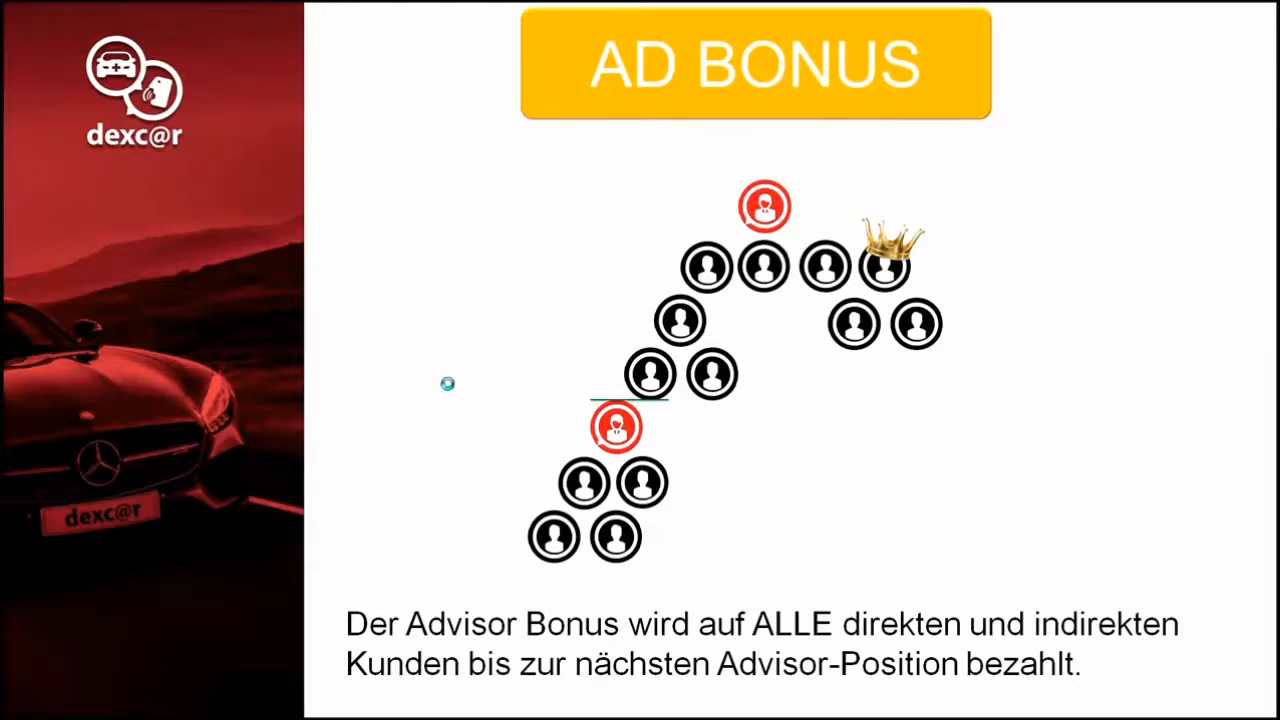 AD BONUS
dexc@r
dexc@r
Der Advisor Bonus wird auf ALLE direkten und indirekten
Kunden bis zur nächsten Advisor-Position bezahlt.